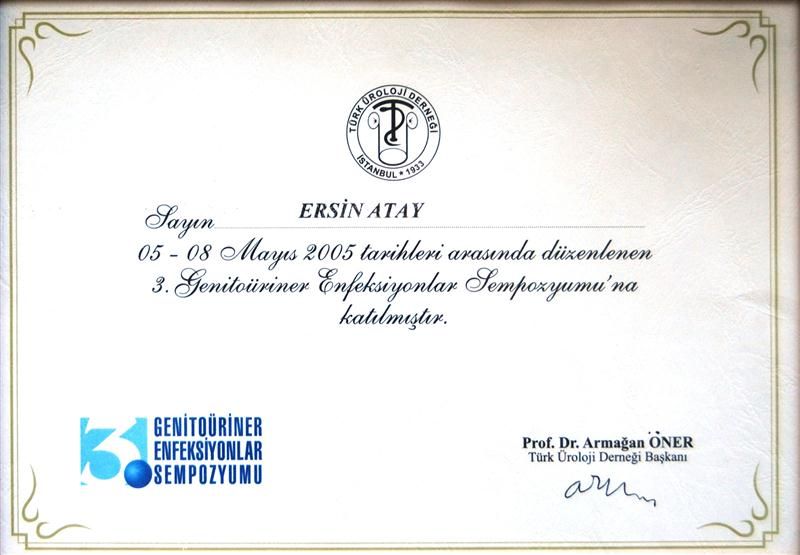 TÜRK ÜROLOJİ DERNEĞİ
İSTANBUL * 1933
Sayın ERSİN ATAY
05 - 08 Mayıs 2005 tarihleri arasında düzenlenen
3. Genitoüriner Enfeksiyonlar Sempozyumu'na
katılmıştır.
3. GENİTOÜRİNER
ENFEKSİYONLAR
SEMPOZYUMU
Prof. Dr. Armağan ÖNER
Türk Üroloji Derneği Başkanı